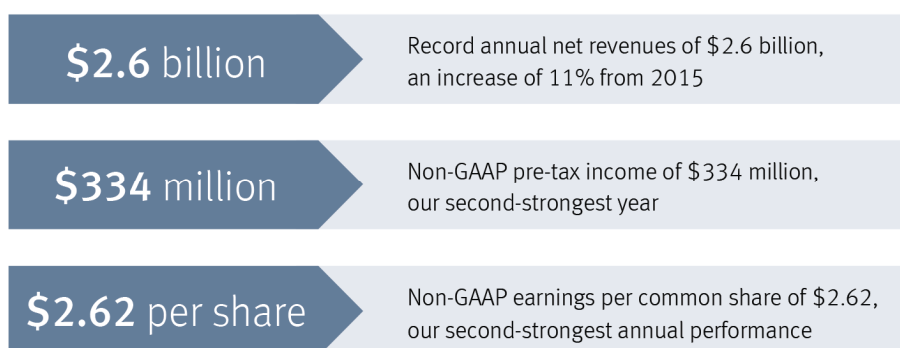 $2.6 billion
Record annual net revenues of $2.6 billion,
an increase of 11% from 2015
$334 million
Non-GAAP pre-tax income of $334 million,
our second-strongest year
$2.62 per share
Non-GAAP earnings per common share of $2.62,
our second-strongest annual performance